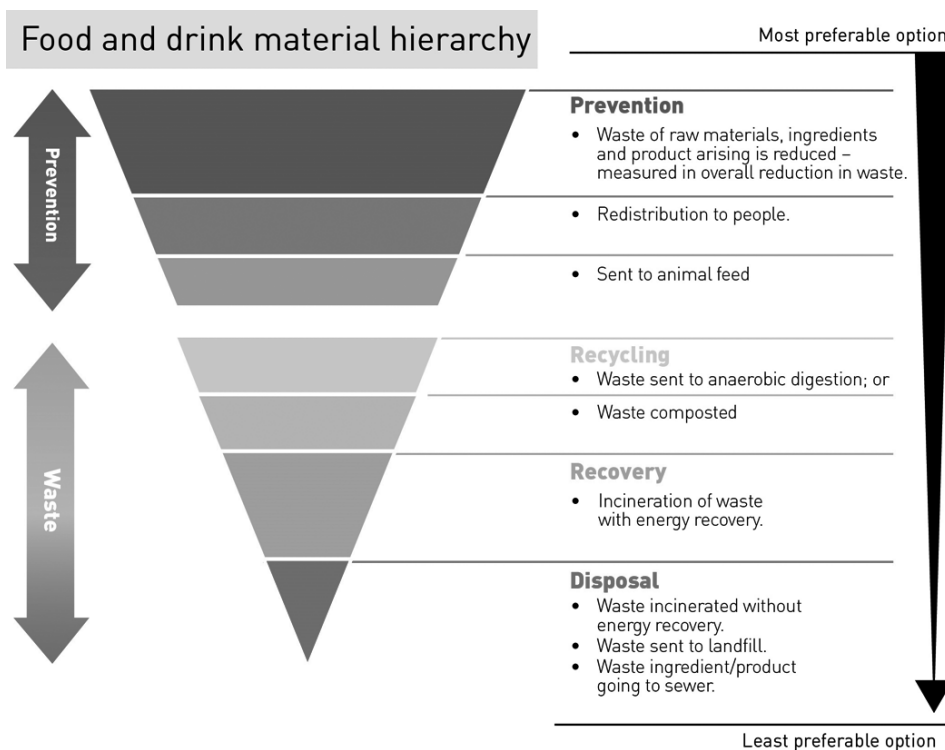 Food and drink material hierarchy
Most preferable option
Prevention
Prevention
• Waste of raw materials, ingredients
and product arising is reduced –
measured in overall reduction in waste.
• Redistribution to people.
• Sent to animal feed
Waste
Recycling
• Waste sent to anaerobic digestion; or
• Waste composted
Recovery
• Incineration of waste
with energy recovery.
Disposal
• Waste incinerated without
energy recovery.
• Waste sent to landfill.
• Waste ingredient/product
going to sewer.
Least preferable option